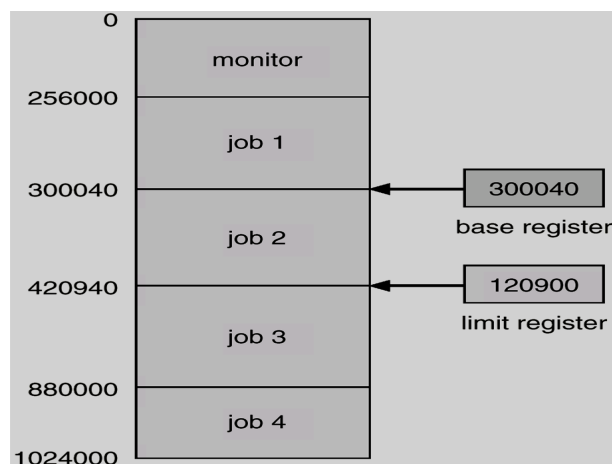 0
monitor
256000
job 1
300040
300040
base register
job 2
420940
120900
limit register
job 3
880000
job 4
1024000